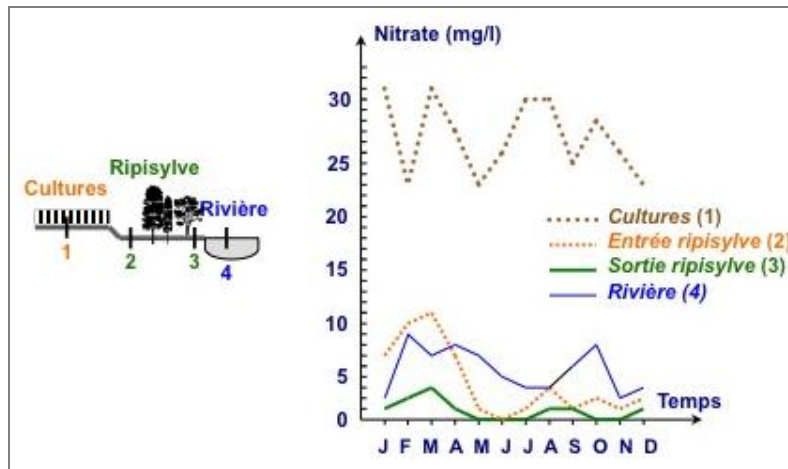 Nitrate (mg/l)
30
25
20
15
10
5
0
Ripisylve
Cultures
Rivière
1
2
3
4
Cultures (1)
Entrée ripisylve (2)
Sortie ripisylve (3)
Rivière (4)
Temps
J F M A M J J A S O N D